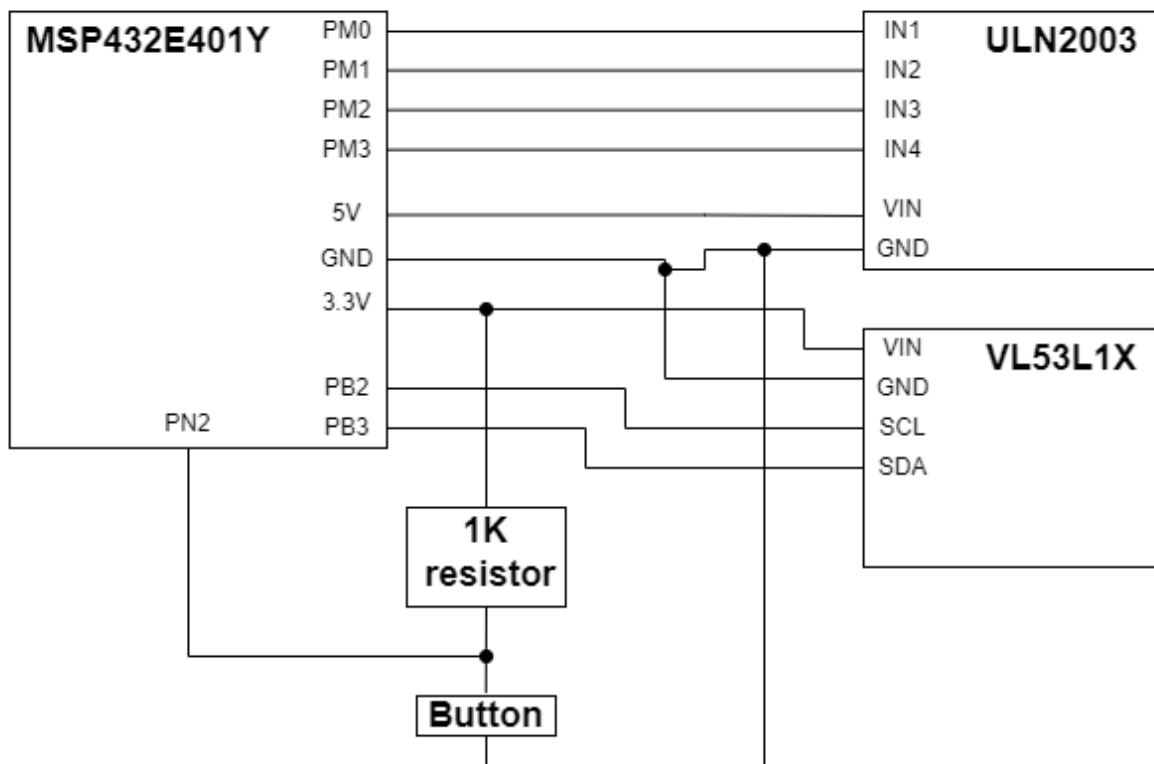 MSP432E401Y
PM0
PM1
PM2
PM3
5V
GND
3.3V
PB2
PB3
PN2
ULN2003
IN1
IN2
IN3
IN4
VIN
GND
VL53L1X
VIN
GND
SCL
SDA
1K
resistor
Button